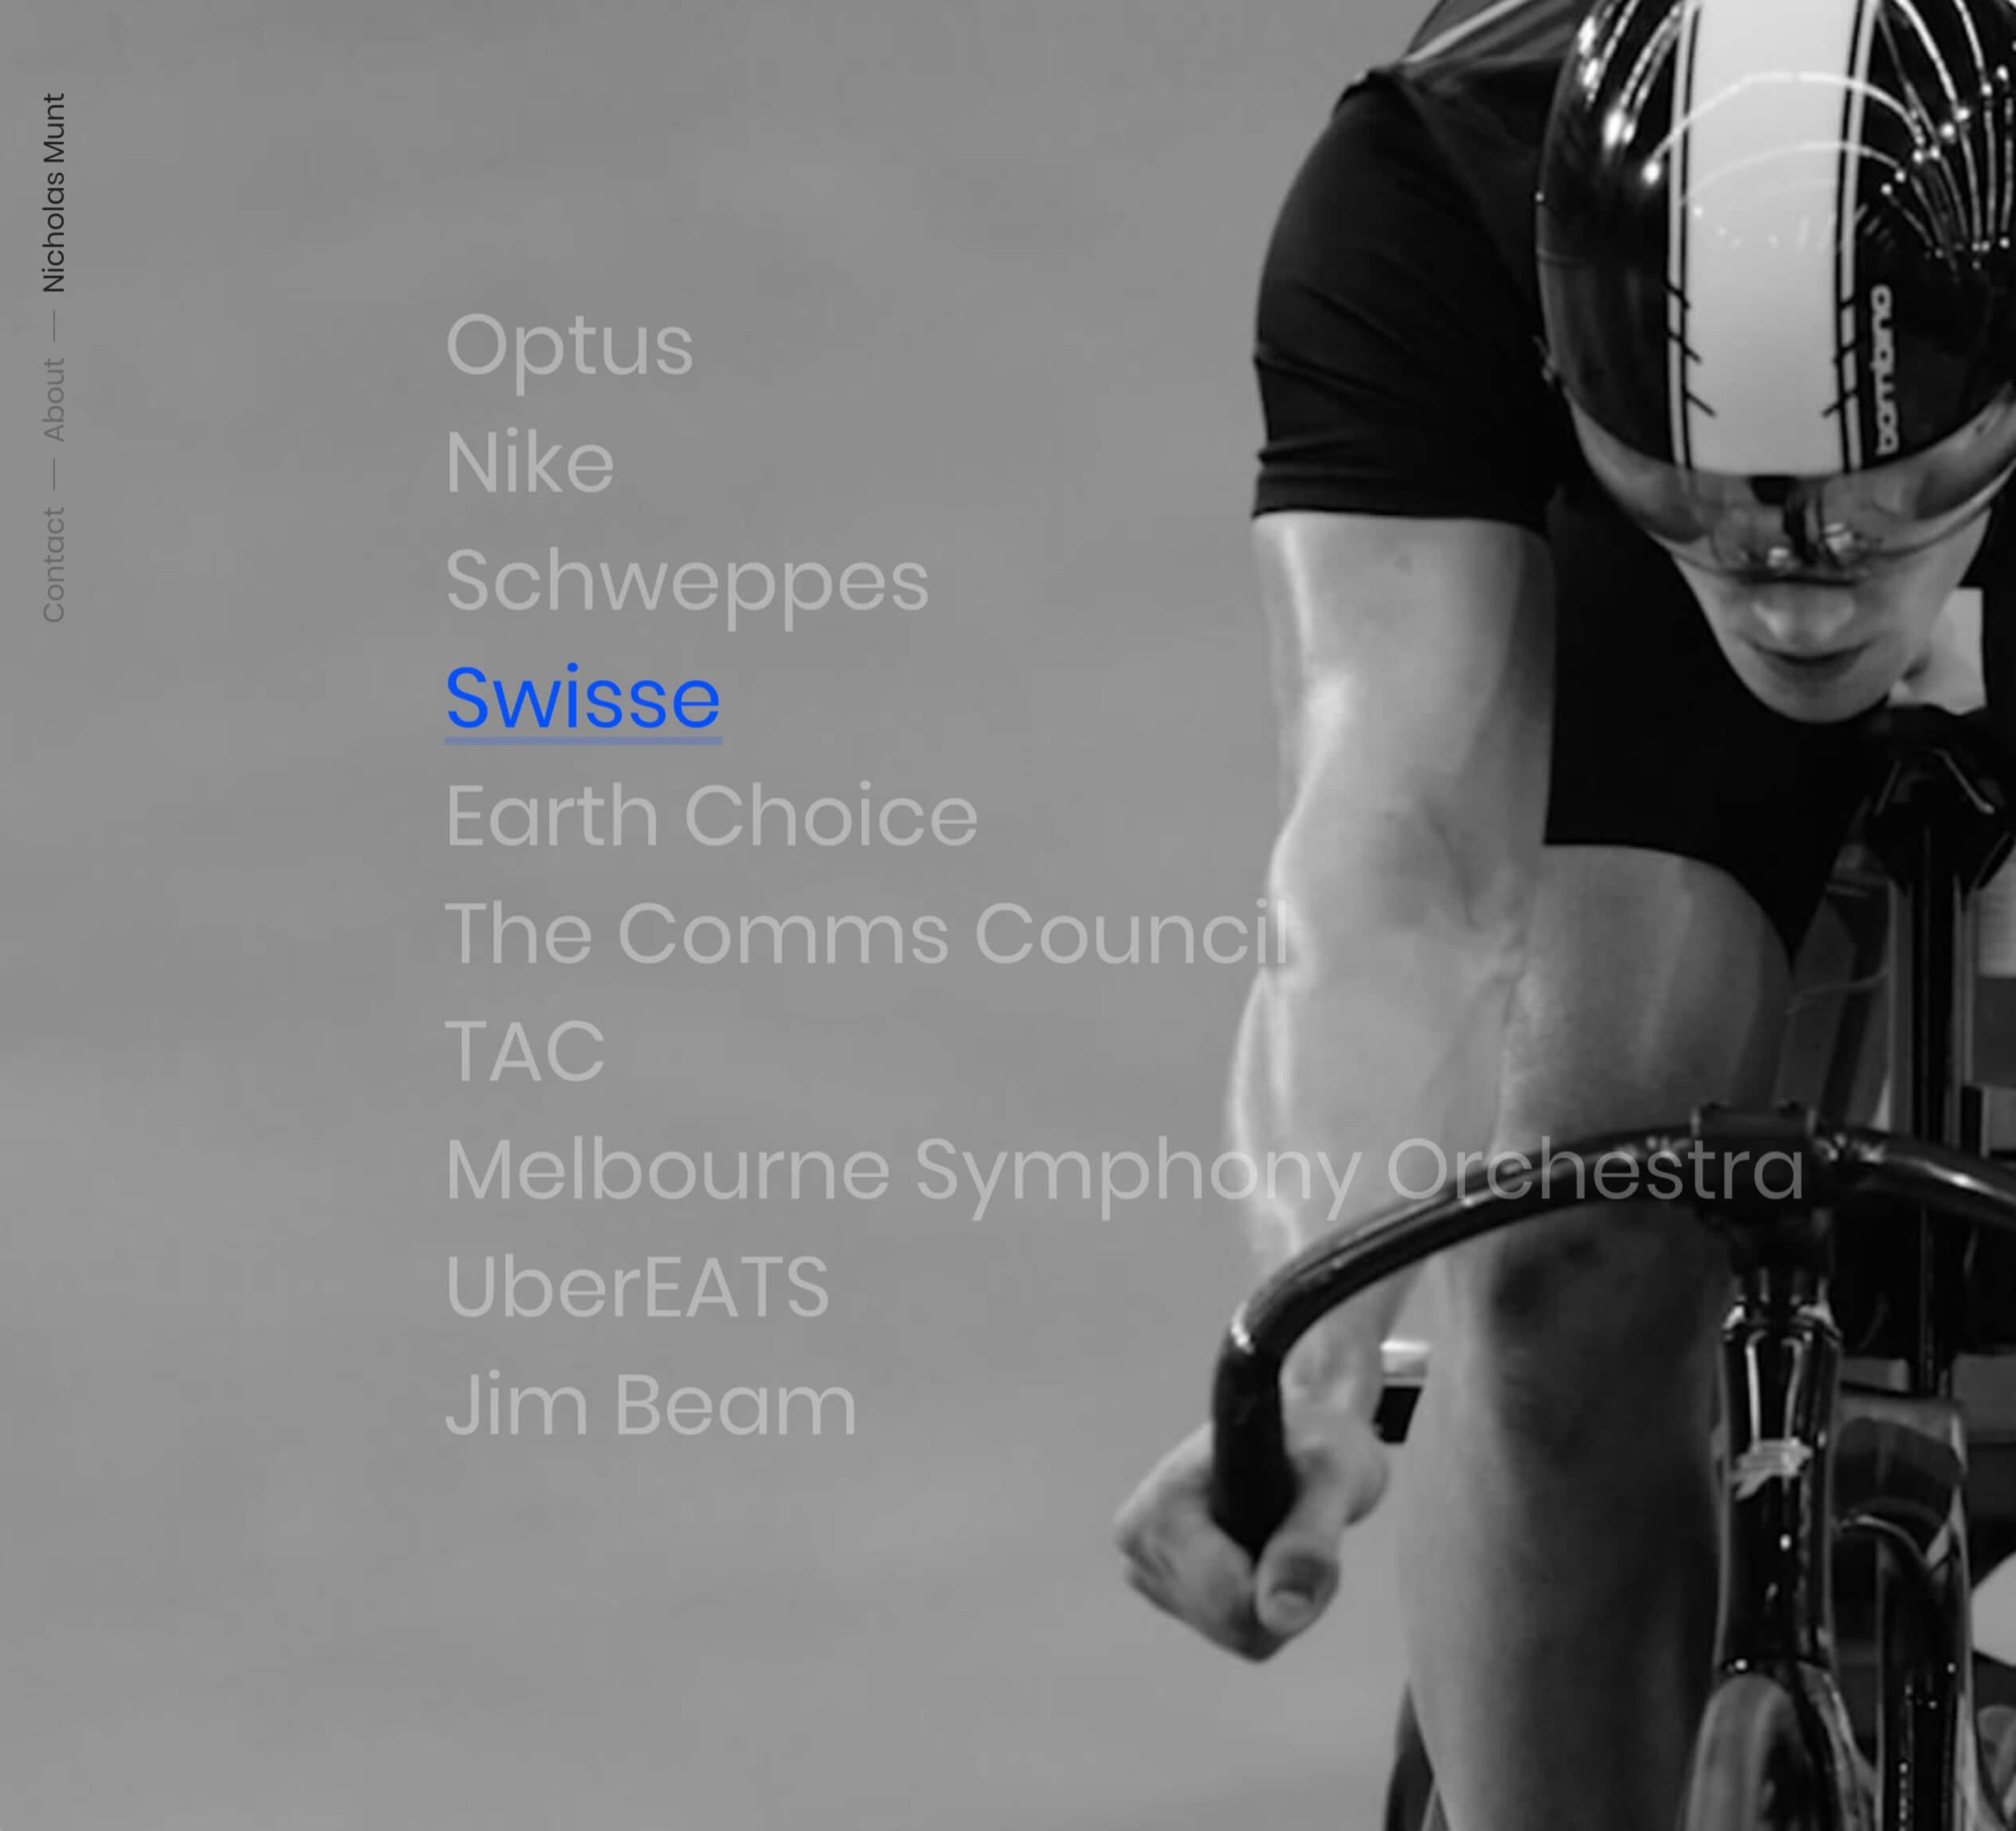 Contact — About — Nicholas Munt
Optus
Nike
Schweppes
Swisse
Earth Choice
The Comms Council
TAC
Melbourne Symphony Orchestra
UberEATS
Jim Beam
bombino